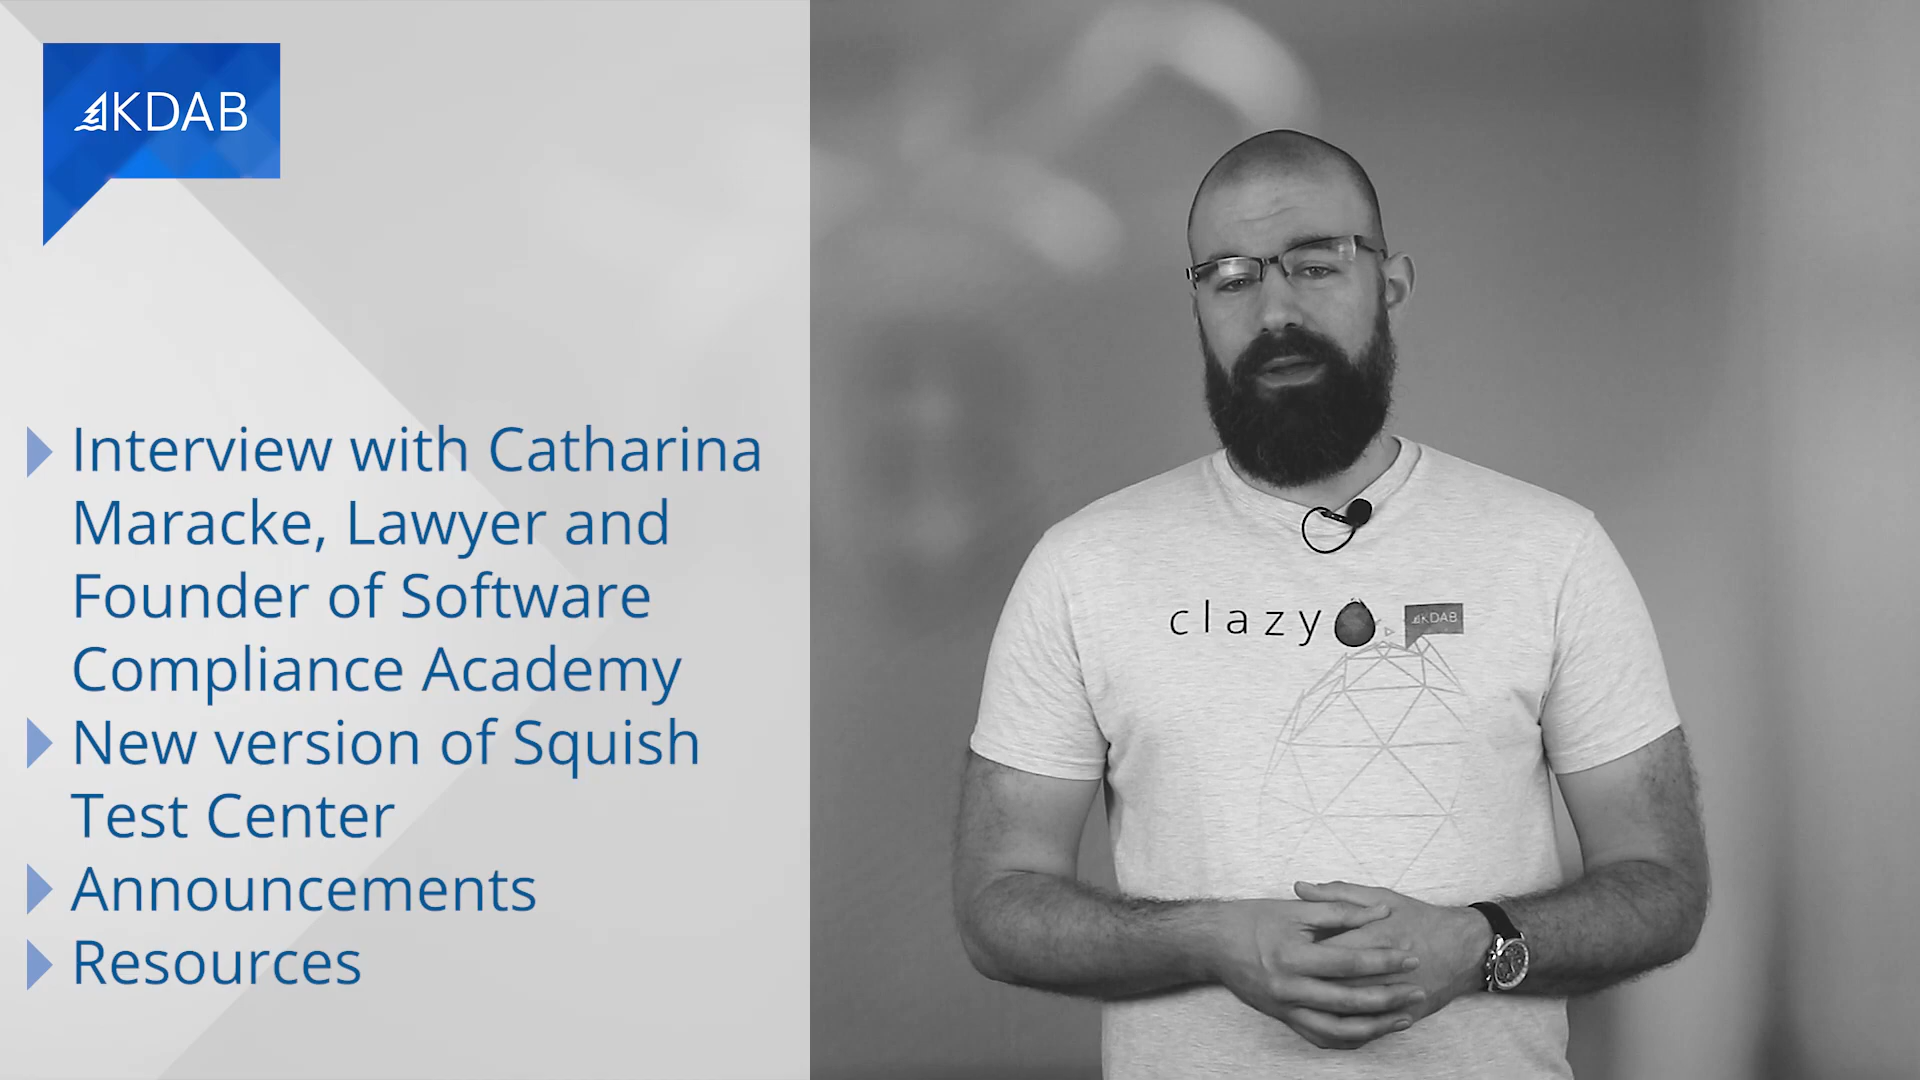 KDAB
Interview with Catharina
Maracke, Lawyer and
Founder of Software
Compliance Academy
New version of Squish
Test Center
Announcements
Resources
clazy
KDAB